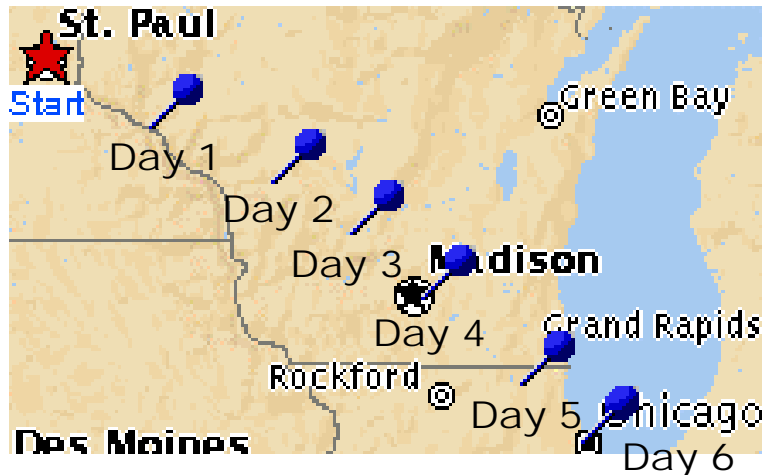 St. Paul
Start
Green Bay
Day 1
Day 2
Day 3
Madison
Day 4
Grand Rapids
Rockford
Day 5
Chicago
Des Moines
Day 6